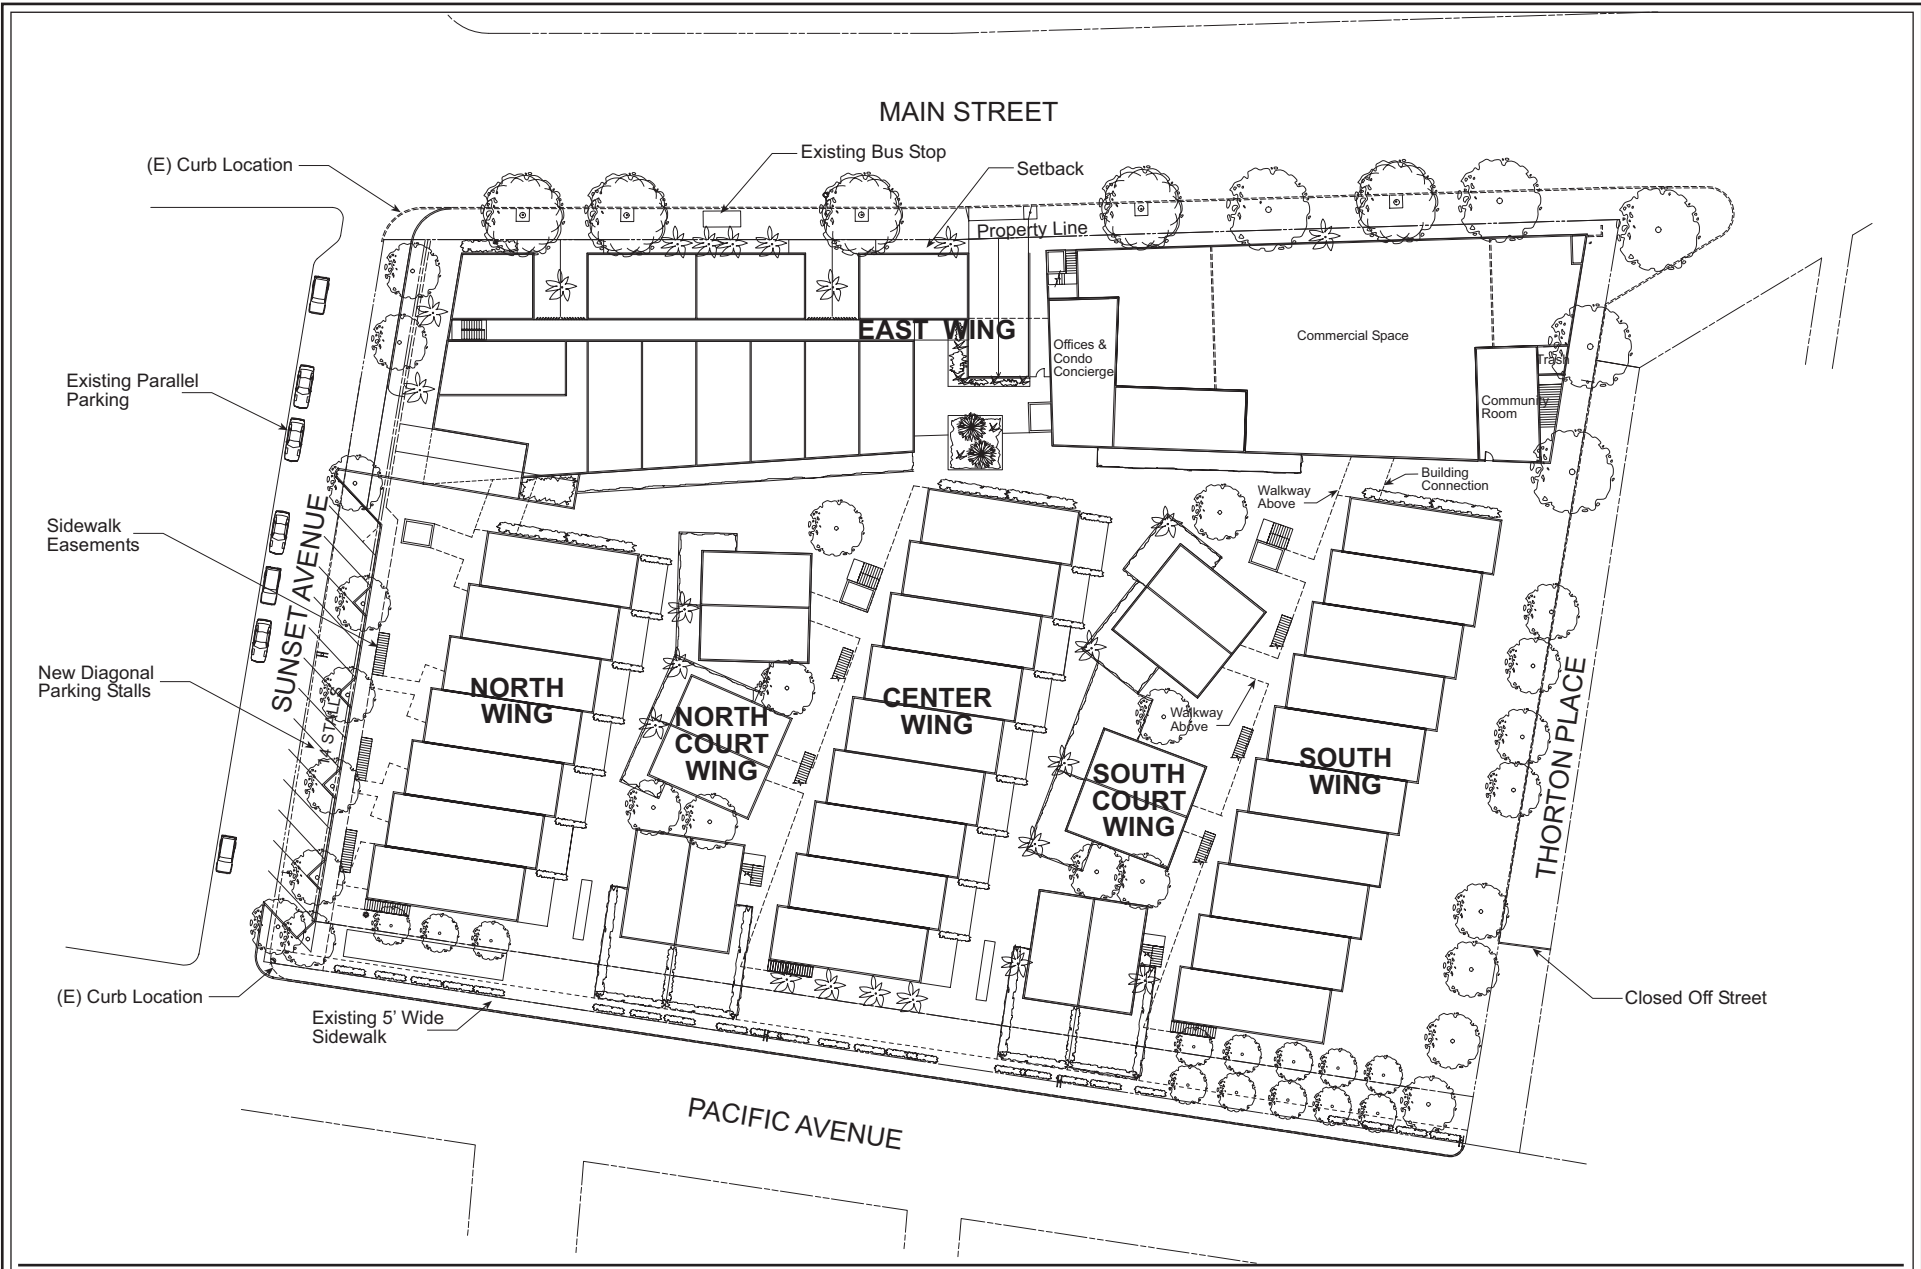 MAIN STREET
(E) Curb Location
Existing Bus Stop
Setback
Property Line
EAST WING
Offices &
Condo
Concierge
Commercial Space
Trash
Community
Room
Existing Parallel
Parking
Building
Connection
Walkway
Above
Sidewalk
Easements
SUNSET AVENUE
New Diagonal
Parking Stalls
14 STALLS
NORTH
WING
NORTH
COURT
WING
CENTER
WING
Walkway
Above
SOUTH
COURT
WING
SOUTH
WING
THORTON PLACE
(E) Curb Location
Existing 5’ Wide
Sidewalk
Closed Off Street
PACIFIC AVENUE